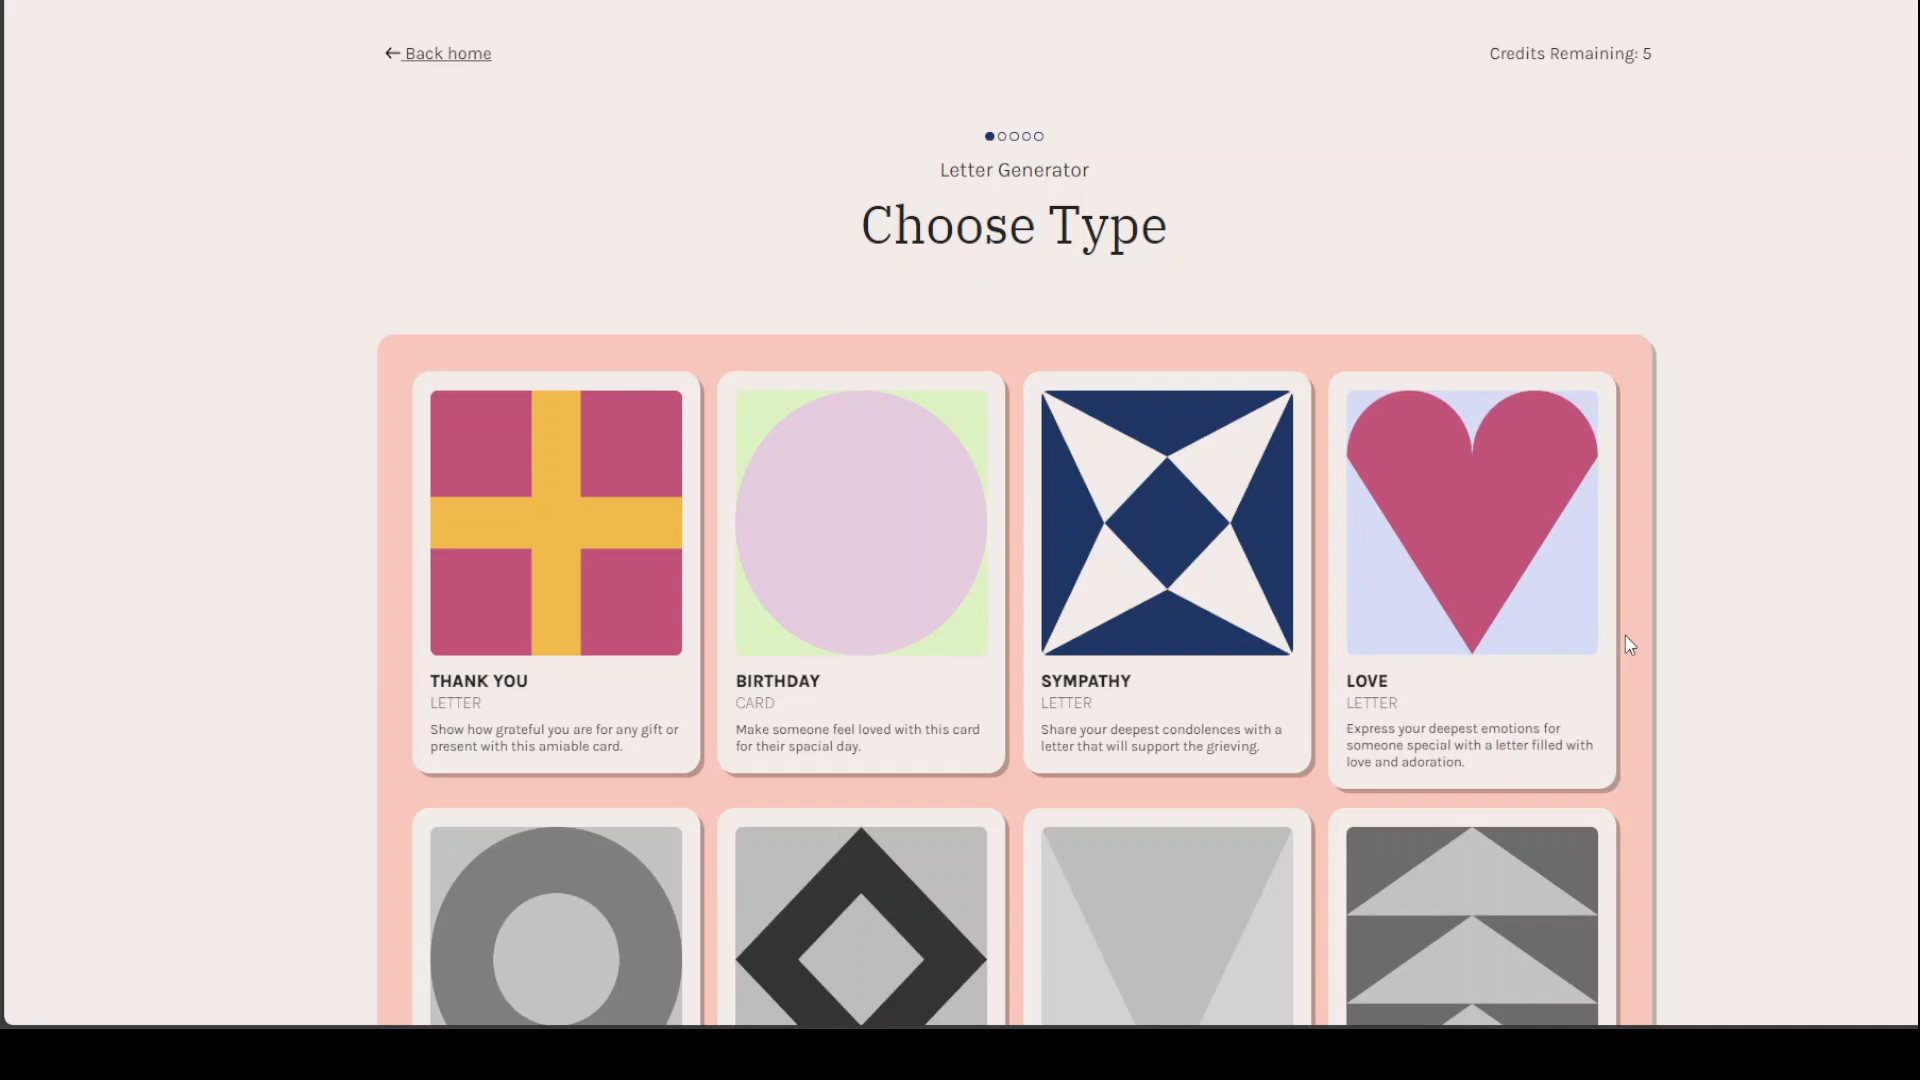 Back home
Credits Remaining: 5
Letter Generator
Choose Type
THANK YOU
LETTER
Show how grateful you are for any gift or
present with this amiable card.
BIRTHDAY
CARD
Make someone feel loved with this card
for their spacial day.
SYMPATHY
LETTER
Share your deepest condolences with a
letter that will support the grieving.
LOVE
LETTER
Express your deepest emotions for
someone special with a letter filled with
love and adoration.